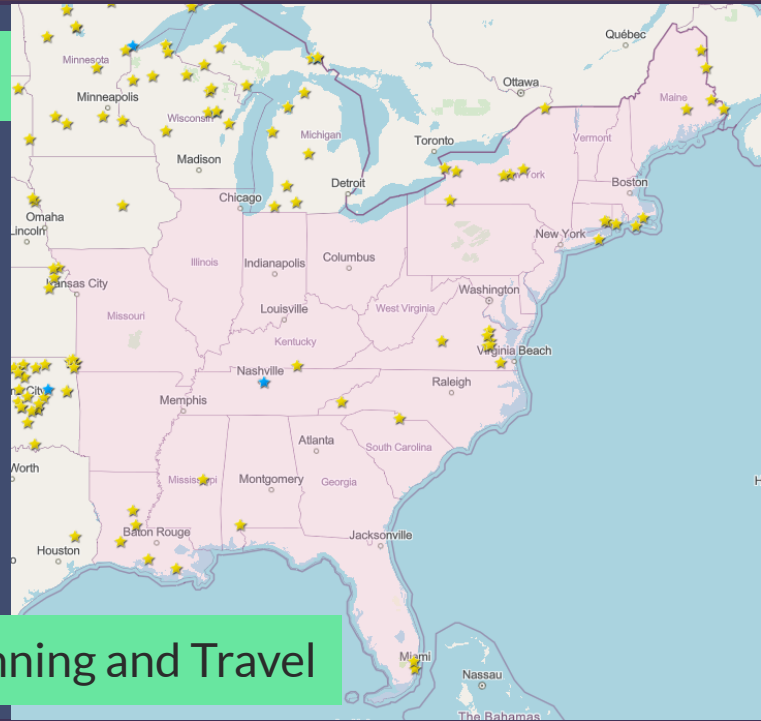 Québec
Minnesota
Ottawa
Minneapolis
Maine
Wisconsin
Michigan
Toronto
Vermont
Madison
Detroit
Boston
Chicago
Omaha
New York
Lincoln
Illinois
Indianapolis
Columbus
Kansas City
Washington
Missouri
Louisville
West Virginia
Kentucky
Virginia Beach
Nashville
City
Raleigh
Memphis
Atlanta
South Carolina
Worth
Mississippi
Montgomery
Georgia
Baton Rouge
Jacksonville
Houston
nning and Travel
Miami
Nassau
The Bahamas